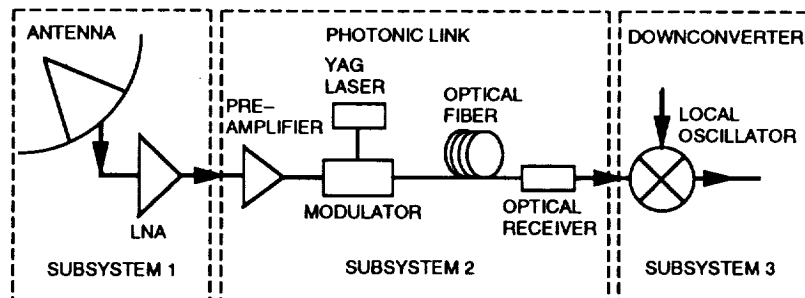 ANTENNA
LNA
SUBSYSTEM 1
PHOTONIC LINK
YAG
LASER
PRE-
AMPLIFIER
MODULATOR
OPTICAL
FIBER
OPTICAL
RECEIVER
SUBSYSTEM 2
DOWNCONVERTER
LOCAL
OSCILLATOR
SUBSYSTEM 3